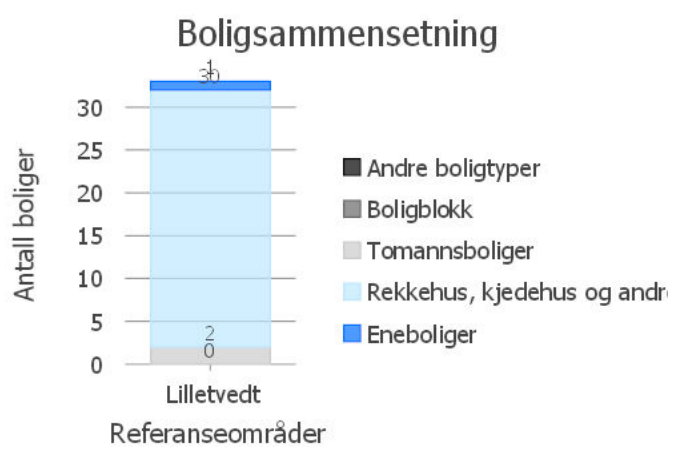 Boligsammensetning
1
30
30
25
20
15
10
5
0
2
0
Antall boliger
Lilletvedt
Referanseområder
Andre boligtyper
Boligblokk
Tomannsboliger
Rekkehus, kjedehus og andr
Eneboliger